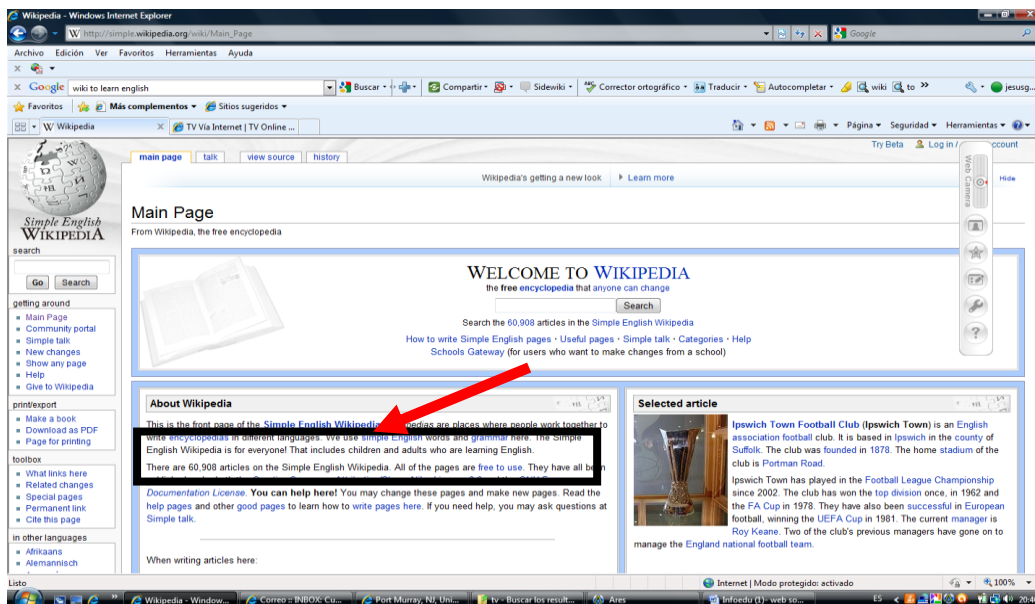 Wikipedia - Windows Internet Explorer
http://simple.wikipedia.org/wiki/Main_Page
Google
Archivo Edición Ver Favoritos Herramientas Ayuda
Google wiki to learn english Buscar Compartir Sidewiki Corrector ortográfico Traducir Autocompletar wiki to jesusg...
Favoritos Más complementos Sitios sugeridos
Wikipedia TV Vía Internet | TV Online ... Página Seguridad Herramientas
Try Beta Log in /
main page talk view source history
Wikipedia's getting a new look Learn more Hide
Web Camera
Simple English
WIKIPEDIA
search
Go Search
getting around
Main Page
Community portal
Simple talk
New changes
Show any page
Help
Give to Wikipedia
print/export
Make a book
Download as PDF
Page for printing
toolbox
What links here
Related changes
Special pages
Permanent link
Cite this page
in other languages
Afrikaans
Alemannisch
Main Page
From Wikipedia, the free encyclopedia
WELCOME TO WIKIPEDIA
the free encyclopedia that anyone can change
Search
Search the 60,908 articles in the Simple English Wikipedia
How to write Simple English pages · Useful pages · Simple talk · Categories · Help
Schools Gateway (for users who want to make changes from a school)
About Wikipedia
This is the front page of the Simple English Wikipedia. are places where people work together to
write encyclopedias in different languages. We use simple English words and grammar here. The Simple
English Wikipedia is for everyone! That includes children and adults who are learning English.
There are 60,908 articles on the Simple English Wikipedia. All of the pages are free to use. They have all been
Documentation License. You can help here! You may change these pages and make new pages. Read the
help pages and other good pages to learn how to write pages here. If you need help, you may ask questions at
Simple talk.
When writing articles here:
Selected article
Ipswich Town Football Club (Ipswich Town) is an English
association football club. It is based in Ipswich in the county of
Suffolk. The club was founded in 1878. The home stadium of the
club is Portman Road.
Ipswich Town has played in the Football League Championship
since 2002. The club has won the top division once, in 1962 and
the FA Cup in 1978. They have also been successful in European
football, winning the UEFA Cup in 1981. The current manager is
Roy Keane. Two of the club's previous managers have gone on to
manage the England national football team.
Listo Internet | Modo protegido: activado 100%
Wikipedia - Window... Correo :: INBOX: Cu... Port Murray, NJ, Uni... tv - Buscar los result... Ares Infoedu (1)- web so... ES